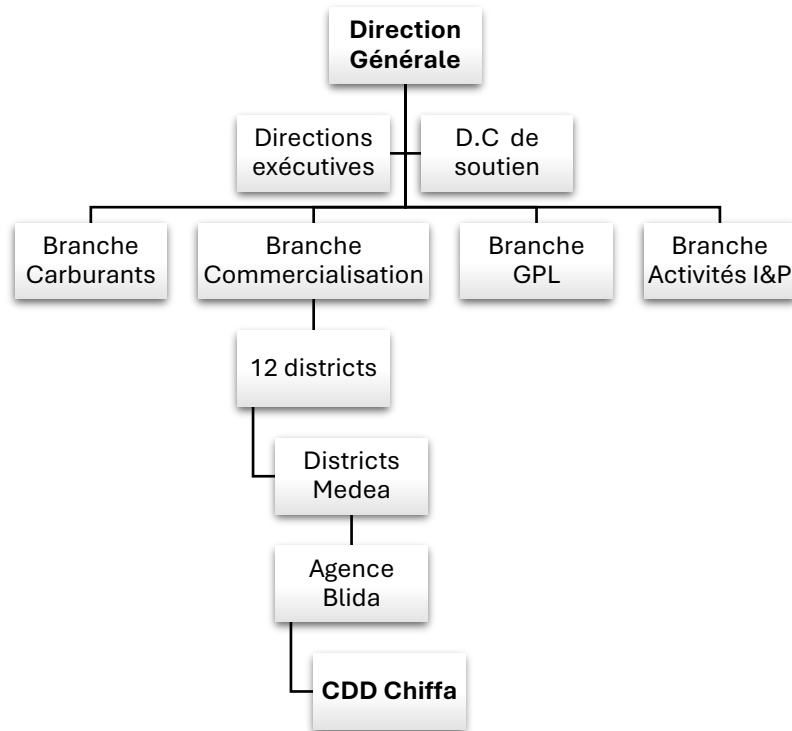 Direction
Générale
Directions
exécutives
D.C de
soutien
Branche
Carburants
Branche
Commercialisation
Branche
GPL
Branche
Activités I&P
12 districts
Districts
Medea
Agence
Blida
CDD Chiffa